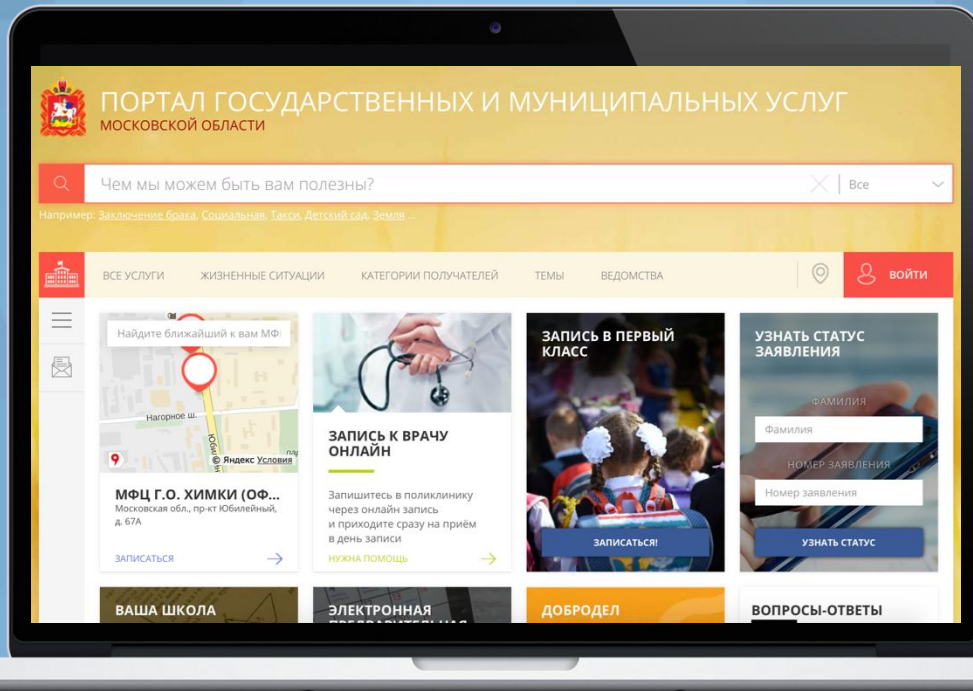 ПОРТАЛ ГОСУДАРСТВЕННЫХ И МУНИЦИПАЛЬНЫХ УСЛУГ
МОСКОВСКОЙ ОБЛАСТИ
Чем мы можем быть вам полезны?
Все
Например: Заключение брака, Социальная, Такси, Детский сад, Земля ...
ВСЕ УСЛУГИ
ЖИЗНЕННЫЕ СИТУАЦИИ
КАТЕГОРИИ ПОЛУЧАТЕЛЕЙ
ТЕМЫ
ВЕДОМСТВА
ВОЙТИ
Найдите ближайший к вам МФ
Нагорное ш.
© Яндекс Условия
МФЦ Г.О. ХИМКИ (ОФ...
Московская обл., пр-кт Юбилейный,
д. 67А
ЗАПИСАТЬСЯ
ЗАПИСЬ К ВРАЧУ
ОНЛАЙН
Запишитесь в поликлинику
через онлайн запись
и приходите сразу на приём
в день записи
НУЖНА ПОМОЩЬ
ЗАПИСЬ В ПЕРВЫЙ
КЛАСС
ЗАПИСАТЬСЯ!
УЗНАТЬ СТАТУС
ЗАЯВЛЕНИЯ
ФАМИЛИЯ
Фамилия
НОМЕР ЗАЯВЛЕНИЯ
Номер заявления
УЗНАТЬ СТАТУС
ВАША ШКОЛА
ЭЛЕКТРОННАЯ
ПРЕДВАРИТЕЛЬНАЯ
ДОБРОДЕЛ
ВОПРОСЫ-ОТВЕТЫ